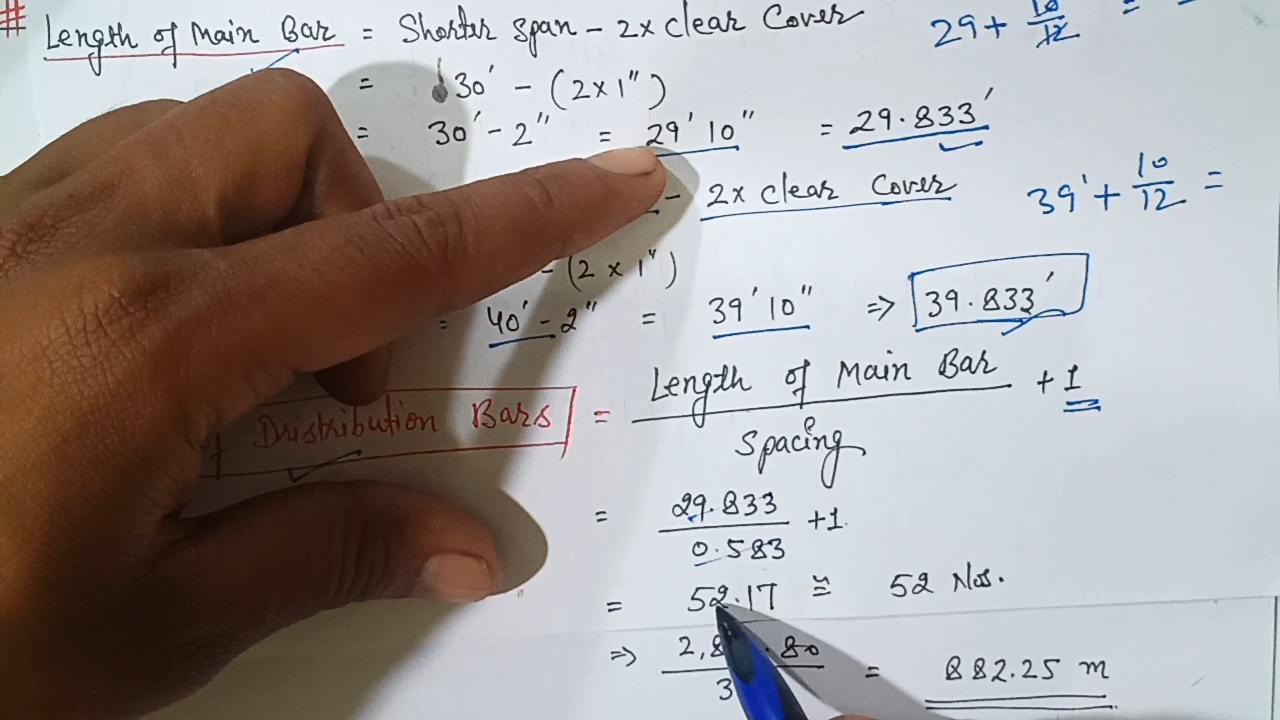 # Length of Main Bar = Shorter span - 2x clear Cover
29 + 10/12 =
= 30' - (2x1")
= 30' - 2" = 29' 10" = 29.833'
- 2x clear Cover
39' + 10/12 =
- (2 x 1")
= 40' - 2" = 39' 10" => 39.833'
Dristribution Bars = Length of Main Bar / Spacing + 1
= 29.833 / 0.583 + 1
= 52.17 ≅ 52 Nos.
=> = 882.25 m